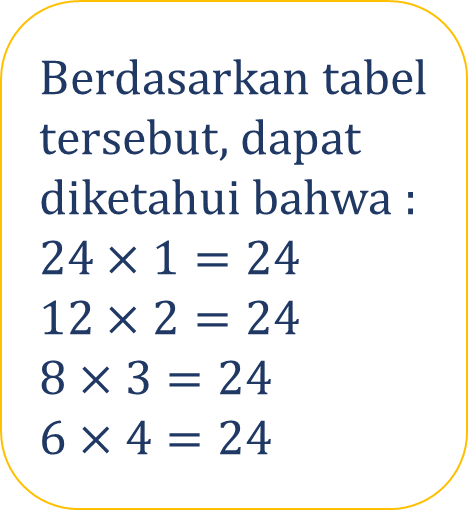 Berdasarkan tabel
tersebut, dapat
diketahui bahwa :
24 × 1 = 24
12 × 2 = 24
8 × 3 = 24
6 × 4 = 24